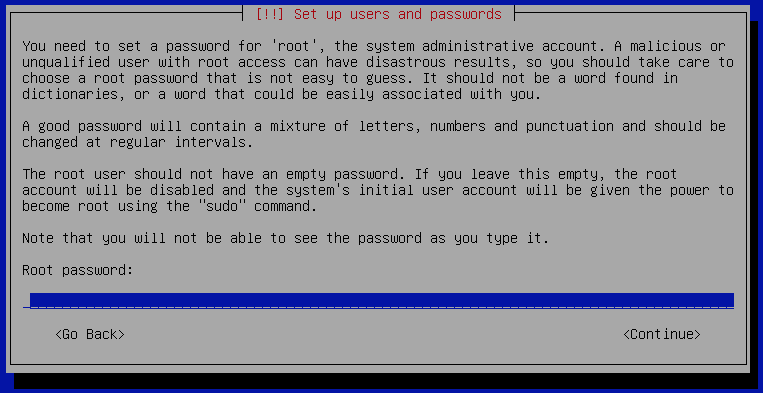 [!!] Set up users and passwords
You need to set a password for 'root', the system administrative account. A malicious or
unqualified user with root access can have disastrous results, so you should take care to
choose a root password that is not easy to guess. It should not be a word found in
dictionaries, or a word that could be easily associated with you.
A good password will contain a mixture of letters, numbers and punctuation and should be
changed at regular intervals.
The root user should not have an empty password. If you leave this empty, the root
account will be disabled and the system's initial user account will be given the power to
become root using the "sudo" command.
Note that you will not be able to see the password as you type it.
Root password:
<Go Back> <Continue>